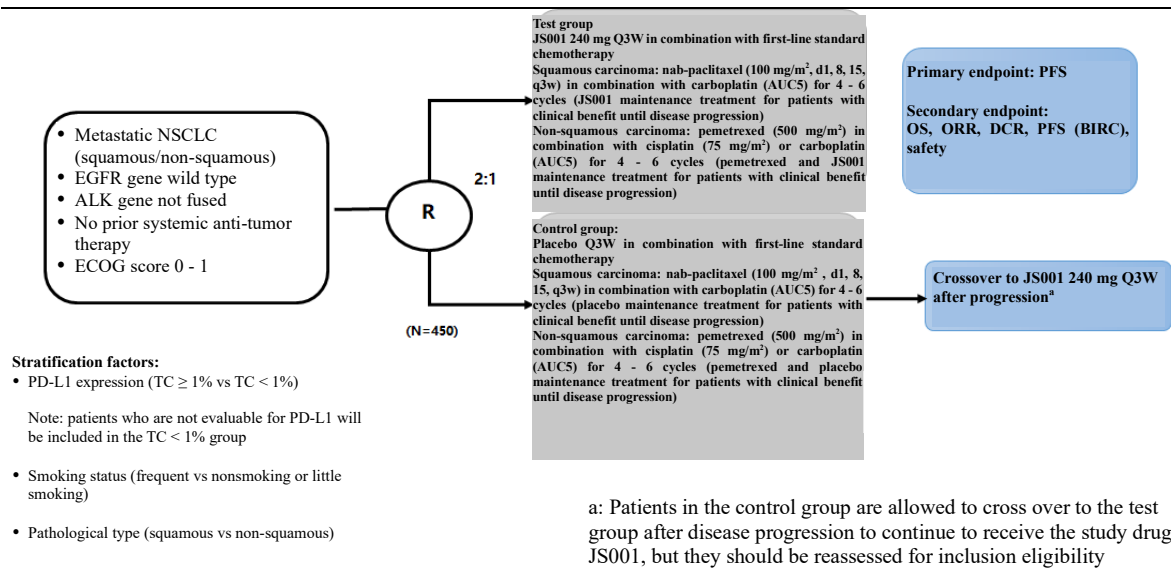 • Metastatic NSCLC
(squamous/non-squamous)
• EGFR gene wild type
• ALK gene not fused
• No prior systemic anti-tumor
therapy
• ECOG score 0 - 1
R
2:1
(N=450)
Test group
JS001 240 mg Q3W in combination with first-line standard
chemotherapy
Squamous carcinoma: nab-paclitaxel (100 mg/m², d1, 8, 15,
q3w) in combination with carboplatin (AUC5) for 4 - 6
cycles (JS001 maintenance treatment for patients with
clinical benefit until disease progression)
Non-squamous carcinoma: pemetrexed (500 mg/m²) in
combination with cisplatin (75 mg/m²) or carboplatin
(AUC5) for 4 - 6 cycles (pemetrexed and JS001
maintenance treatment for patients with clinical benefit
until disease progression)
Control group:
Placebo Q3W in combination with first-line standard
chemotherapy
Squamous carcinoma: nab-paclitaxel (100 mg/m² , d1, 8,
15, q3w) in combination with carboplatin (AUC5) for 4 - 6
cycles (placebo maintenance treatment for patients with
clinical benefit until disease progression)
Non-squamous carcinoma: pemetrexed (500 mg/m²) in
combination with cisplatin (75 mg/m²) or carboplatin
(AUC5) for 4 - 6 cycles (pemetrexed and placebo
maintenance treatment for patients with clinical benefit
until disease progression)
Primary endpoint: PFS
Secondary endpoint:
OS, ORR, DCR, PFS (BIRC),
safety
Crossover to JS001 240 mg Q3W
after progressionᵃ
Stratification factors:
• PD-L1 expression (TC ≥ 1% vs TC < 1%)
Note: patients who are not evaluable for PD-L1 will
be included in the TC < 1% group
• Smoking status (frequent vs nonsmoking or little
smoking)
• Pathological type (squamous vs non-squamous)
a: Patients in the control group are allowed to cross over to the test
group after disease progression to continue to receive the study drug
JS001, but they should be reassessed for inclusion eligibility